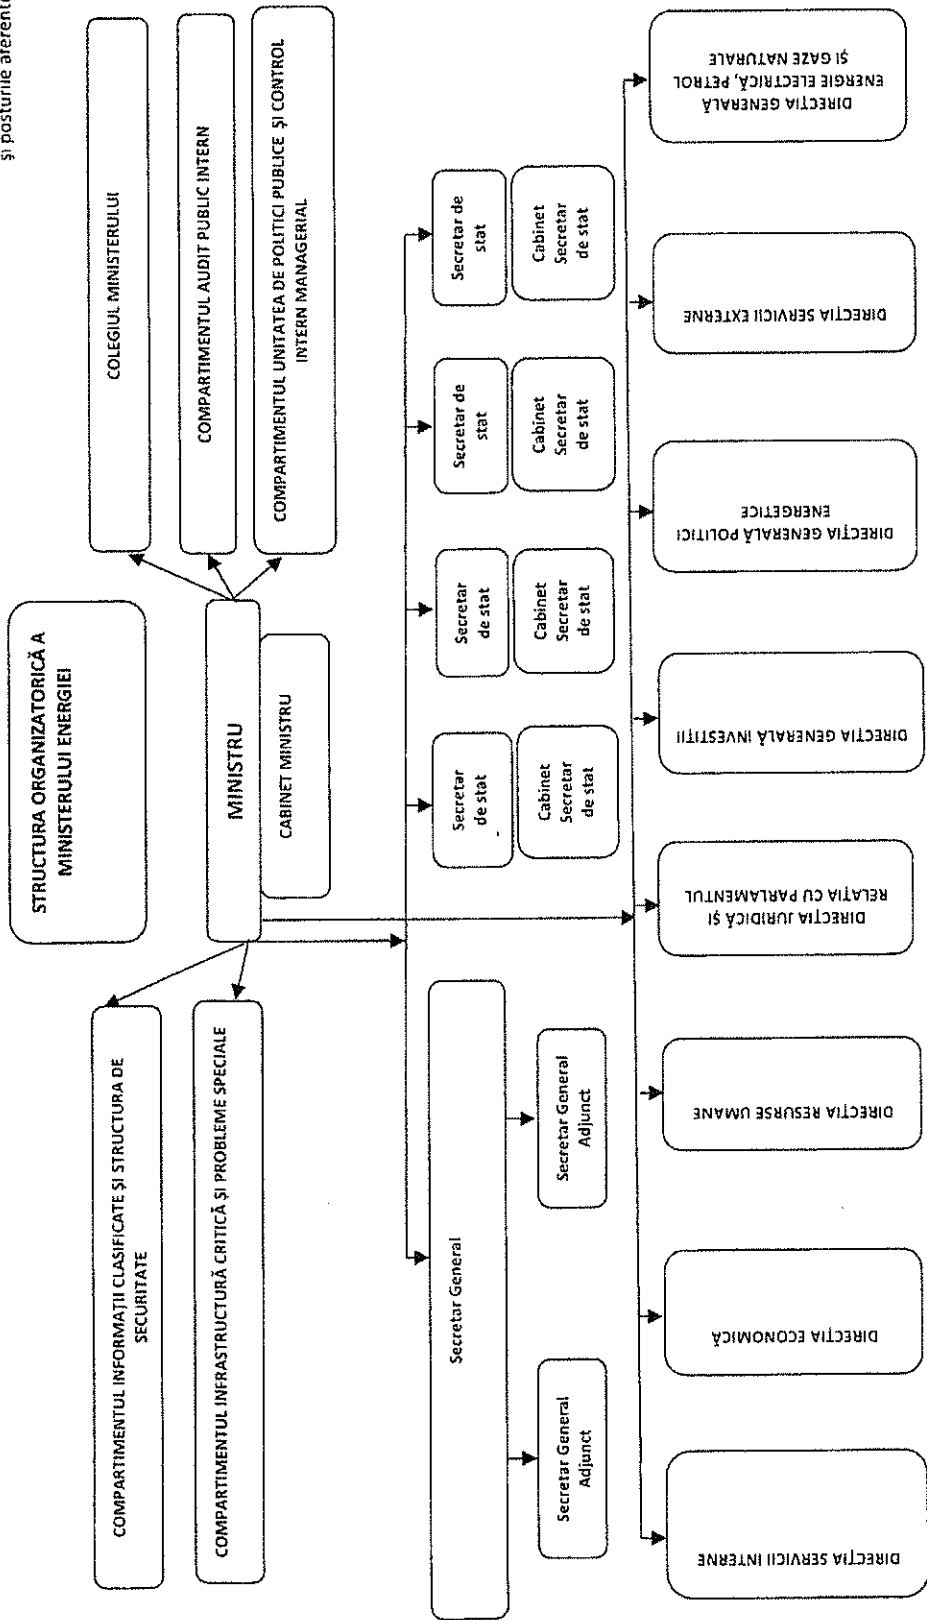 și posturile aferente
STRUCTURA ORGANIZATORICĂ A
MINISTERULUI ENERGIEI
COMPARTIMENTUL INFORMAȚII CLASIFICATE ȘI STRUCTURA DE
SECURITATE
COLEGIUL MINISTERULUI
COMPARTIMENTUL INFRASTRUCTURĂ CRITICĂ ȘI PROBLEME SPECIALE
MINISTRU
CABINET MINISTRU
COMPARTIMENTUL AUDIT PUBLIC INTERN
COMPARTIMENTUL UNITATEA DE POLITICI PUBLICE ȘI CONTROL
INTERN MANAGERIAL
Secretar General
Secretar
de stat
Secretar
de stat
Secretar de
stat
Secretar de
stat
Secretar General
Adjunct
Secretar General
Adjunct
Cabinet
Secretar
de stat
Cabinet
Secretar
de stat
Cabinet
Secretar
de stat
Cabinet
Secretar
de stat
DIRECȚIA SERVICII INTERNE
DIRECȚIA ECONOMICĂ
DIRECȚIA RESURSE UMANE
DIRECȚIA JURIDICĂ ȘI
RELAȚIA CU PARLAMENTUL
DIRECȚIA GENERALĂ INVESTIȚII
DIRECȚIA GENERALĂ POLITICI
ENERGETICE
DIRECȚIA SERVICII EXTERNE
DIRECȚIA GENERALĂ
ENERGIE ELECTRICĂ, PETROL
ȘI GAZE NATURALE